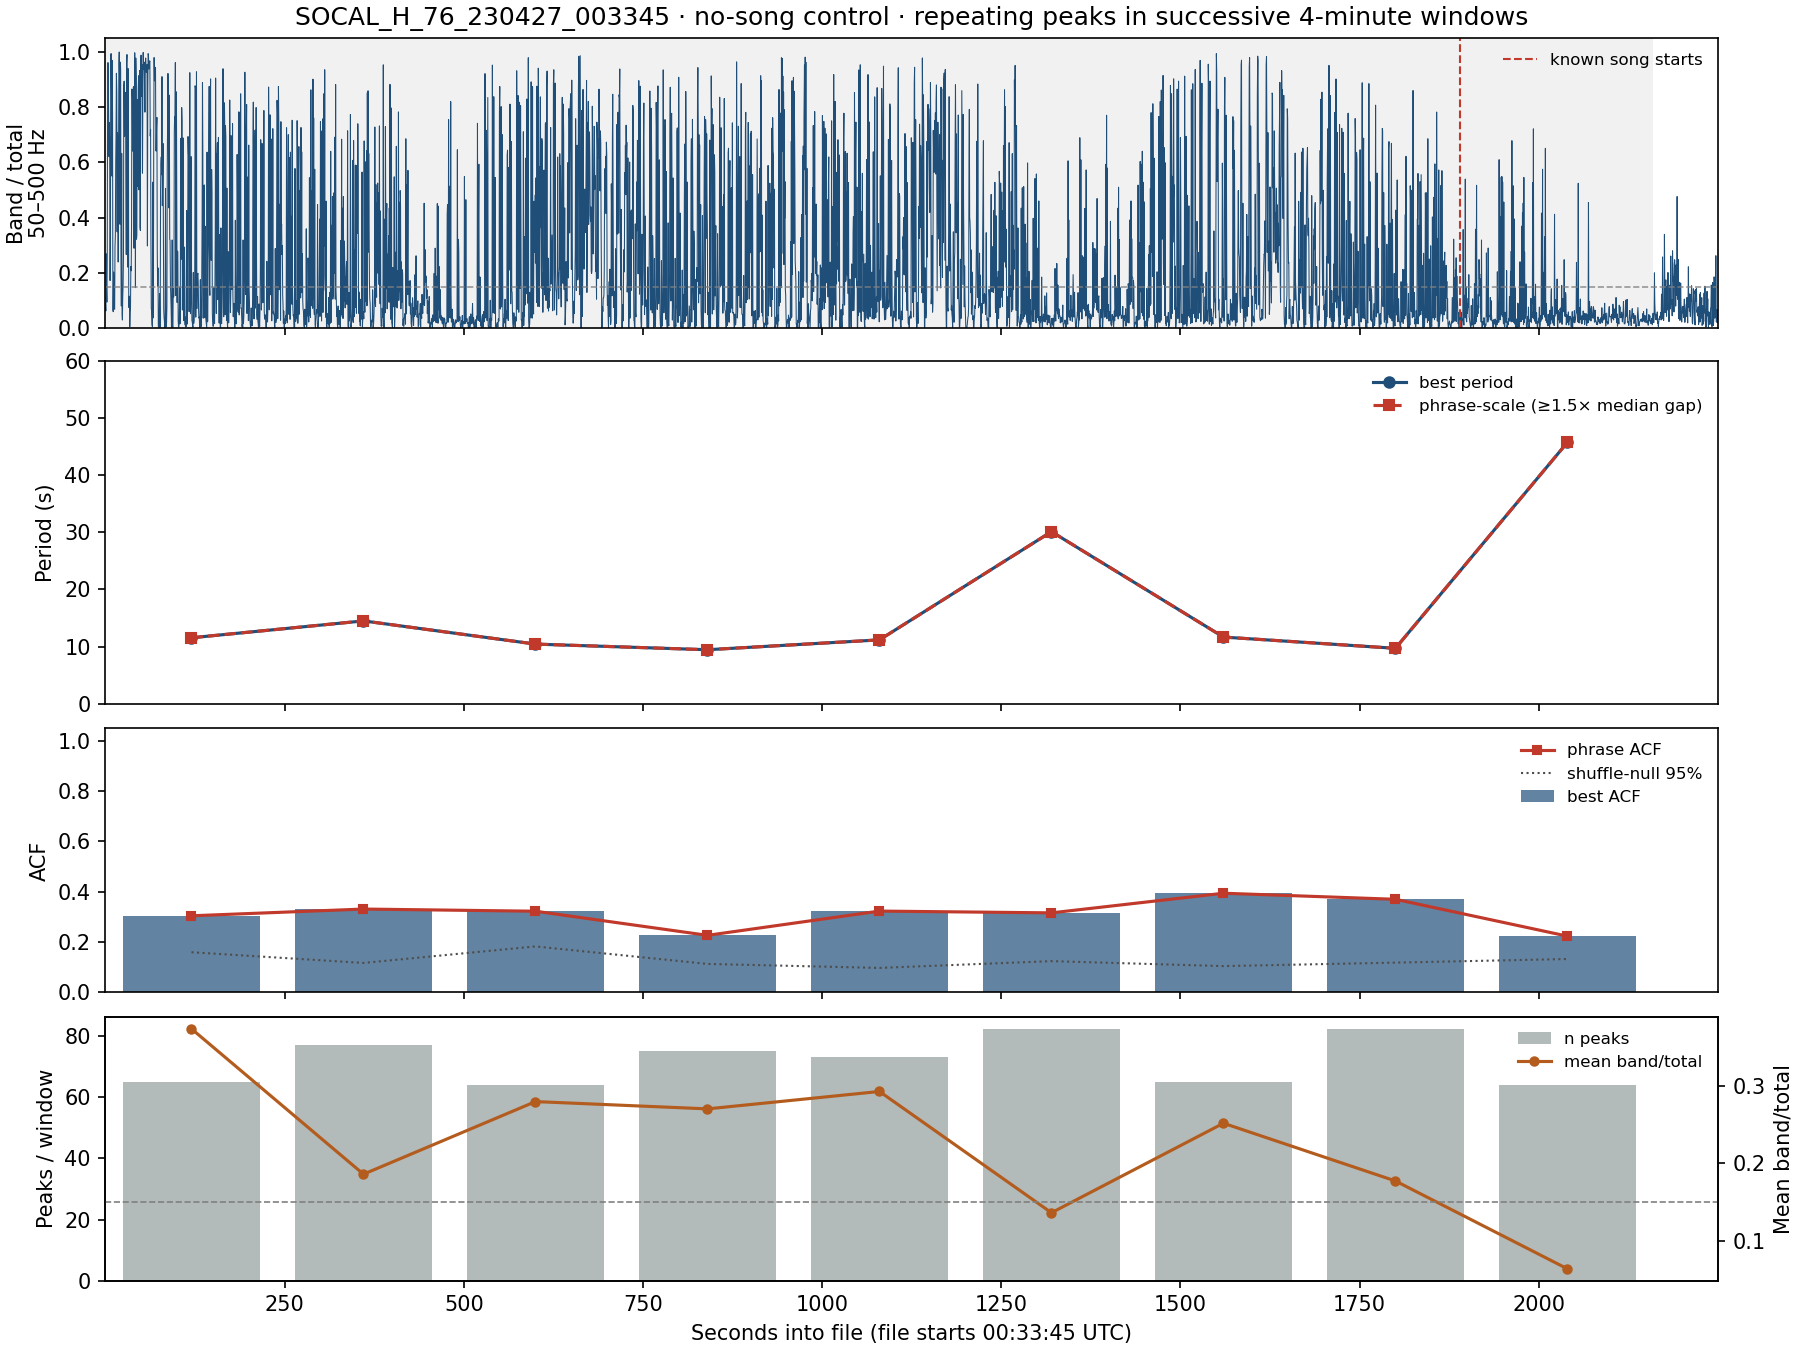 SOCAL_H_76_230427_003345 · no-song control · repeating peaks in successive 4-minute windows
Band / total
50–500 Hz
1.0
0.8
0.6
0.4
0.2
0.0
known song starts
Period (s)
60
50
40
30
20
10
0
best period
phrase-scale (≥1.5× median gap)
ACF
1.0
0.8
0.6
0.4
0.2
0.0
phrase ACF
shuffle-null 95%
best ACF
Peaks / window
80
60
40
20
0
n peaks
mean band/total
0.3
0.2
0.1
Mean band/total
250 500 750 1000 1250 1500 1750 2000
Seconds into file (file starts 00:33:45 UTC)